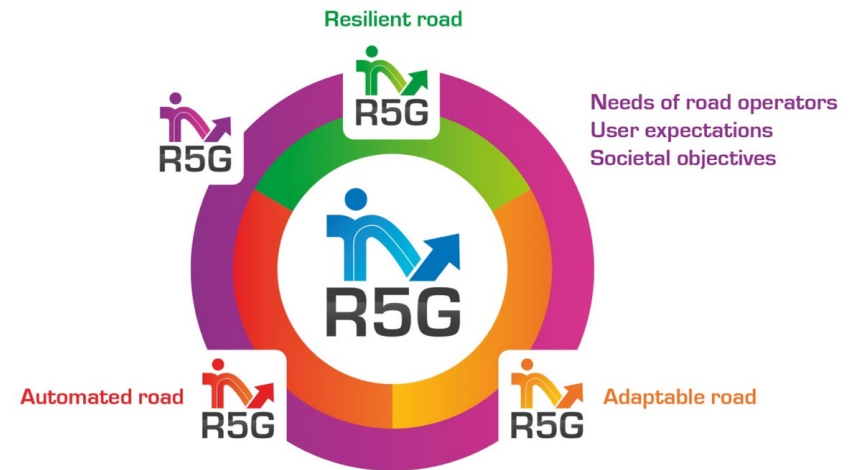 Resilient road
R5G
Needs of road operators
User expectations
Societal objectives
R5G
R5G
Automated road
R5G
R5G
Adaptable road